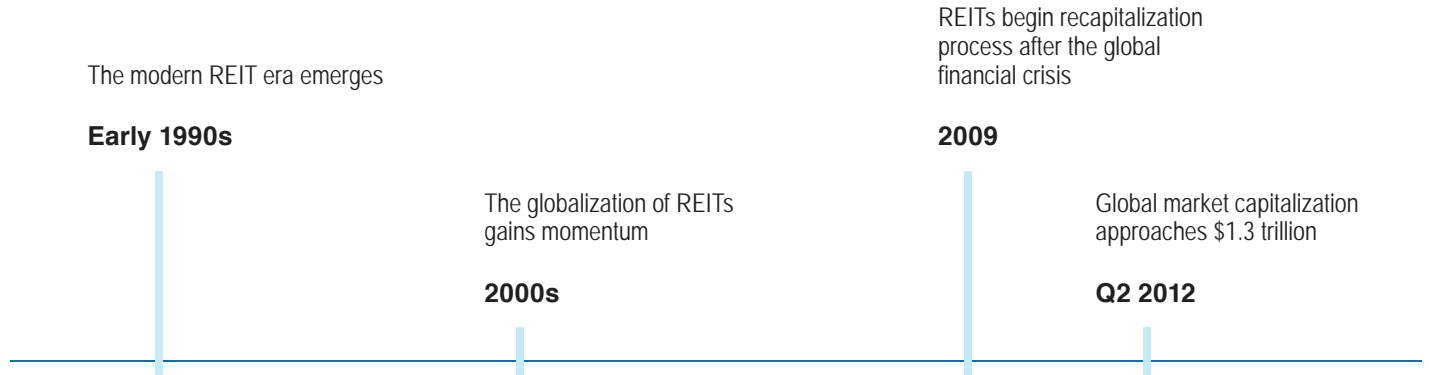 The modern REIT era emerges
Early 1990s
The globalization of REITs
gains momentum
2000s
REITs begin recapitalization
process after the global
financial crisis
2009
Global market capitalization
approaches $1.3 trillion
Q2 2012